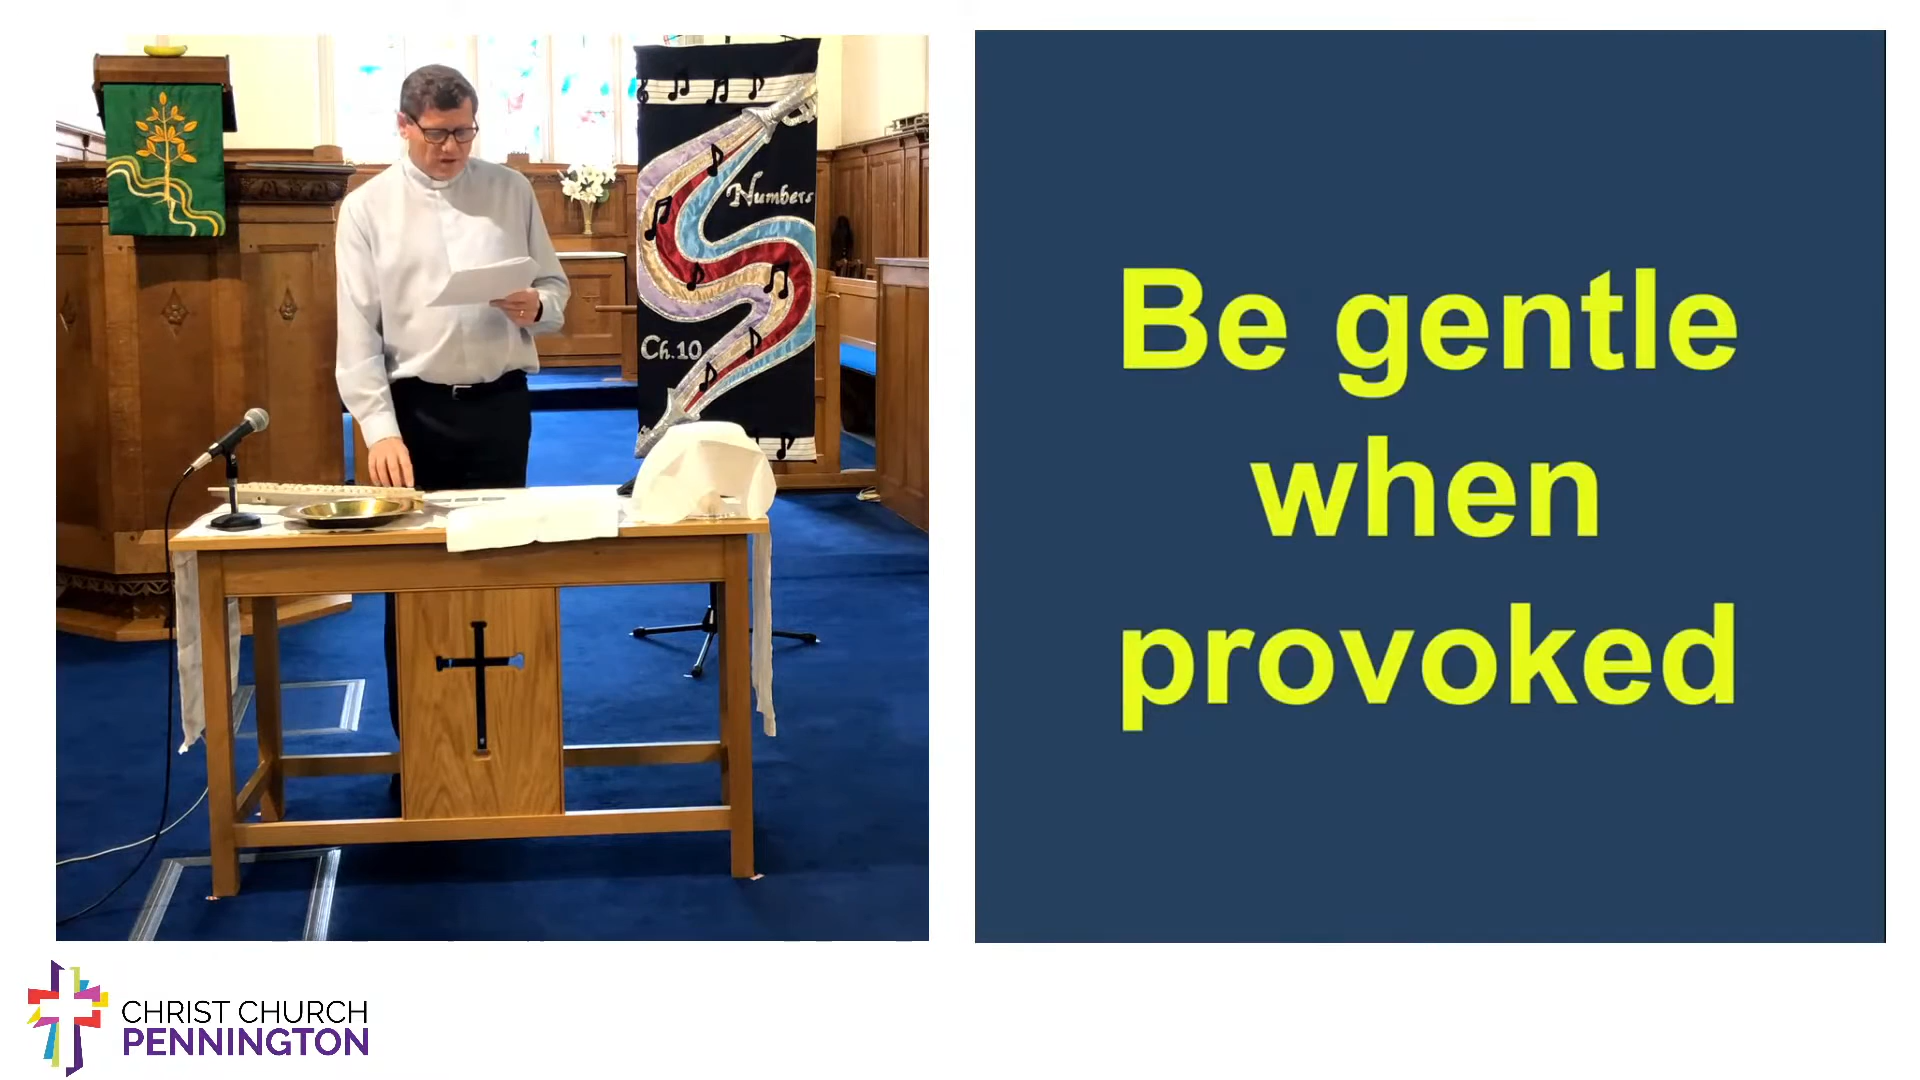 Numbers
Ch.10
Be gentle
when
provoked
CHRIST CHURCH
PENNINGTON